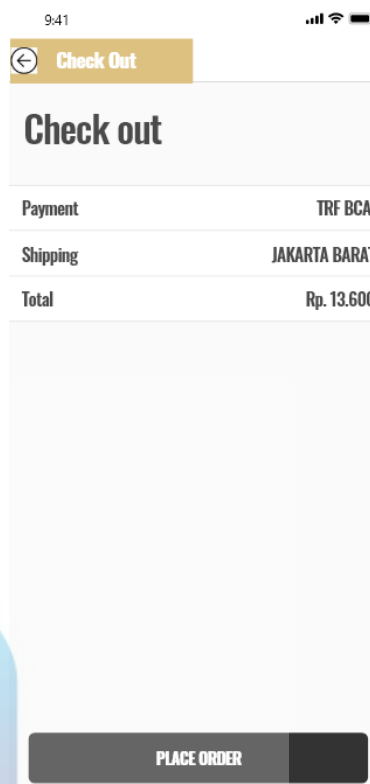 9:41
Check Out
Check out
Payment TRF BCA
Shipping JAKARTA BARAT
Total Rp. 13.600
PLACE ORDER